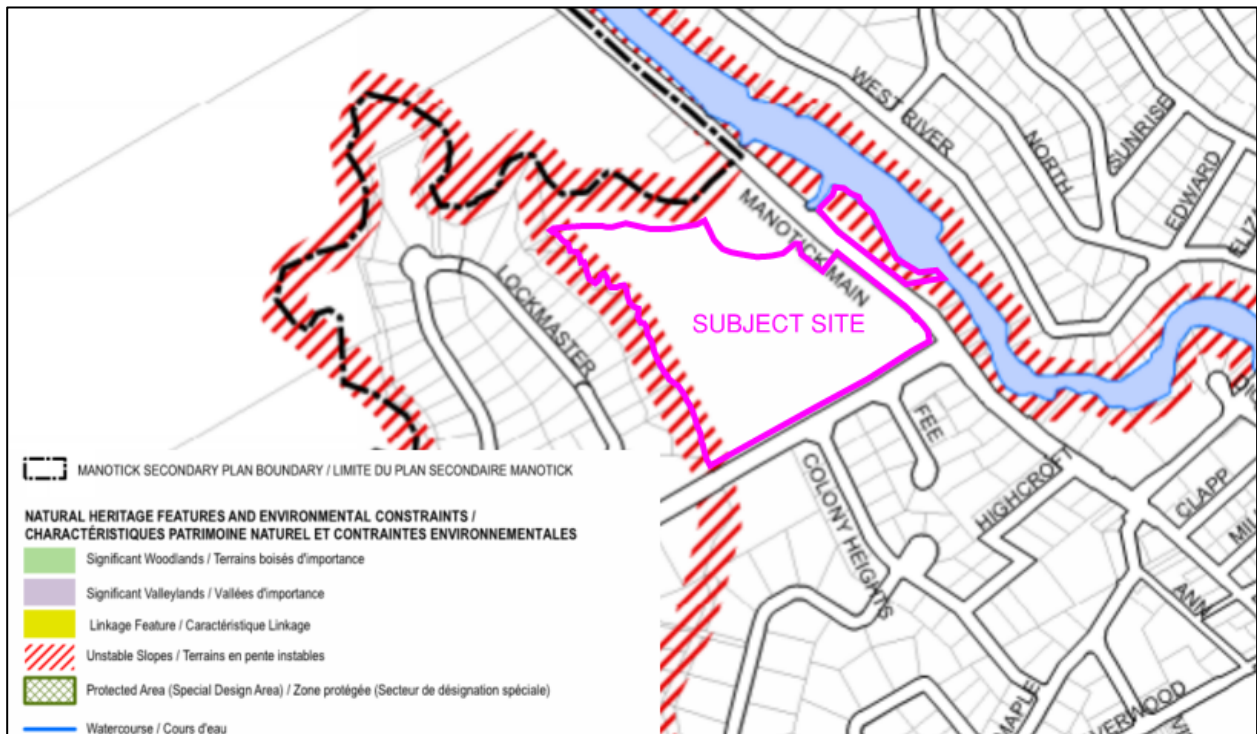 WEST RIVER
NORTH
SUNRISE
EDWARD
MANOTICK MAIN
LOCKMASTER
SUBJECT SITE
FEE
COLONY HEIGHTS
HIGHCROFT
CLAPP
ANN
MAPLE
MANOTICK SECONDARY PLAN BOUNDARY / LIMITE DU PLAN SECONDAIRE MANOTICK
NATURAL HERITAGE FEATURES AND ENVIRONMENTAL CONSTRAINTS /
CHARACTÉRISTIQUES PATRIMOINE NATUREL ET CONTRAINTES ENVIRONNEMENTALES
Significant Woodlands / Terrains boisés d'importance
Significant Valleylands / Vallées d'importance
Linkage Feature / Caractéristique Linkage
Unstable Slopes / Terrains en pente instables
Protected Area (Special Design Area) / Zone protégée (Secteur de désignation spéciale)
Watercourse / Cours d'eau